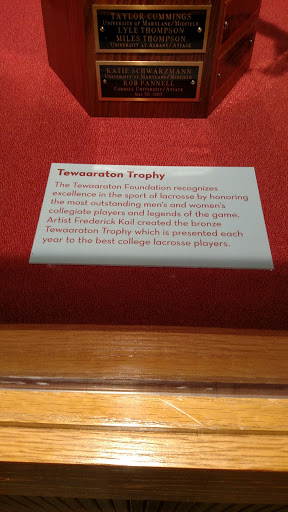 TAYLOR CUMMINGS
UNIVERSITY OF MARYLAND/MIDFIELD
LYLE THOMPSON
MILES THOMPSON
UNIVERSITY AT ALBANY/ATTACK
KATIE SCHWARZMANN
UNIVERSITY OF MARYLAND/MIDFIELD
ROB PANNELL
CORNELL UNIVERSITY/ATTACK
MAY 30, 2013
Tewaaraton Trophy
The Tewaaraton Foundation recognizes
excellence in the sport of lacrosse by honoring
the most outstanding men's and women's
collegiate players and legends of the game.
Artist Frederick Kail created the bronze
Tewaaraton Trophy which is presented each
year to the best college lacrosse players.